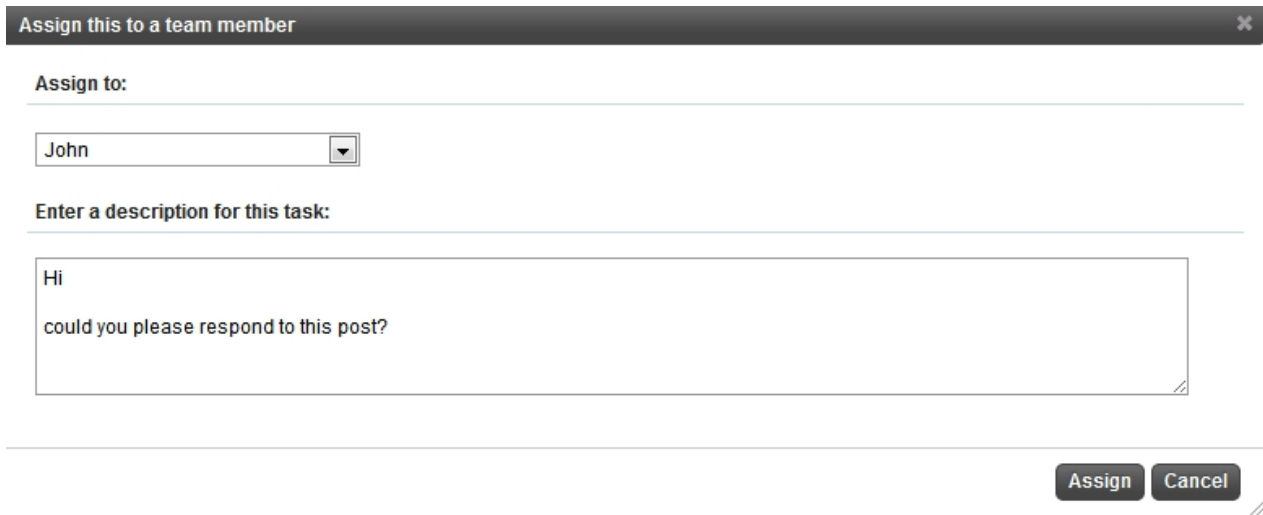 Assign this to a team member
Assign to:
John
Enter a description for this task:
Hi
could you please respond to this post?
Assign Cancel